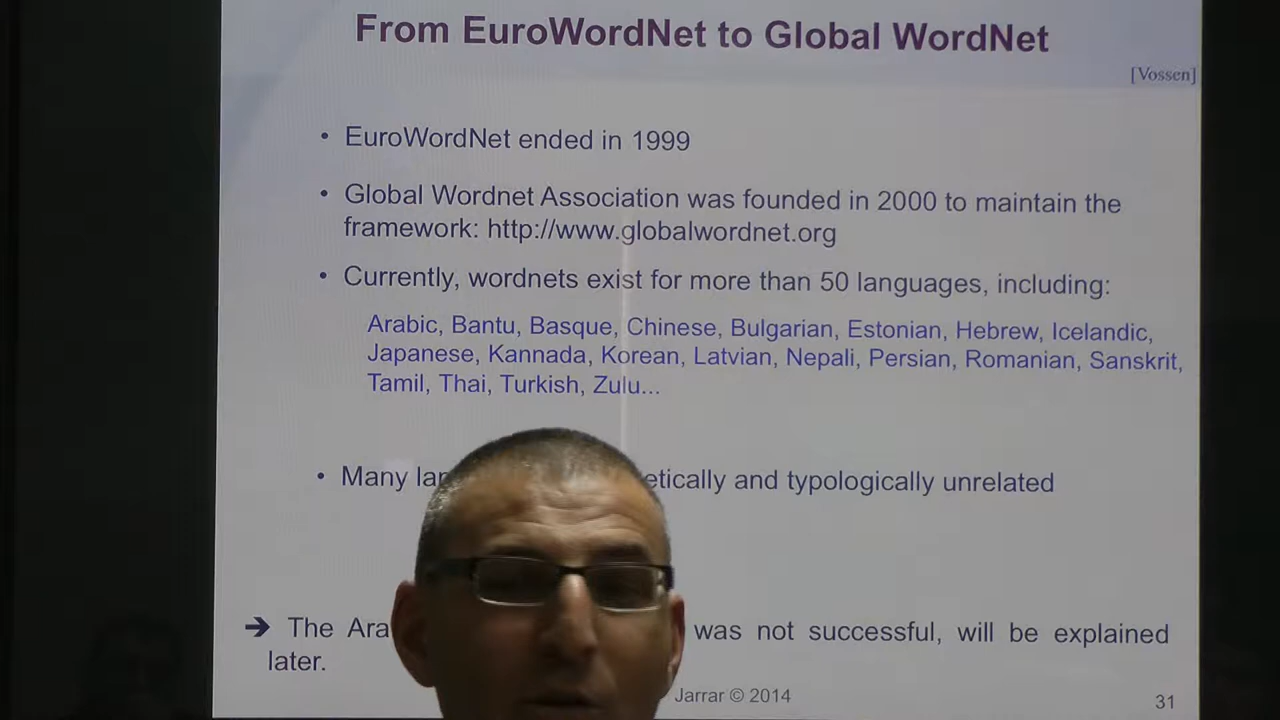 From EuroWordNet to Global WordNet
[Vossen]
• EuroWordNet ended in 1999
• Global Wordnet Association was founded in 2000 to maintain the
framework: http://www.globalwordnet.org
• Currently, wordnets exist for more than 50 languages, including:
Arabic, Bantu, Basque, Chinese, Bulgarian, Estonian, Hebrew, Icelandic,
Japanese, Kannada, Korean, Latvian, Nepali, Persian, Romanian, Sanskrit,
Tamil, Thai, Turkish, Zulu...
• Many and typologically unrelated
➔ The was not successful, will be explained
later.
Jarrar © 2014
31